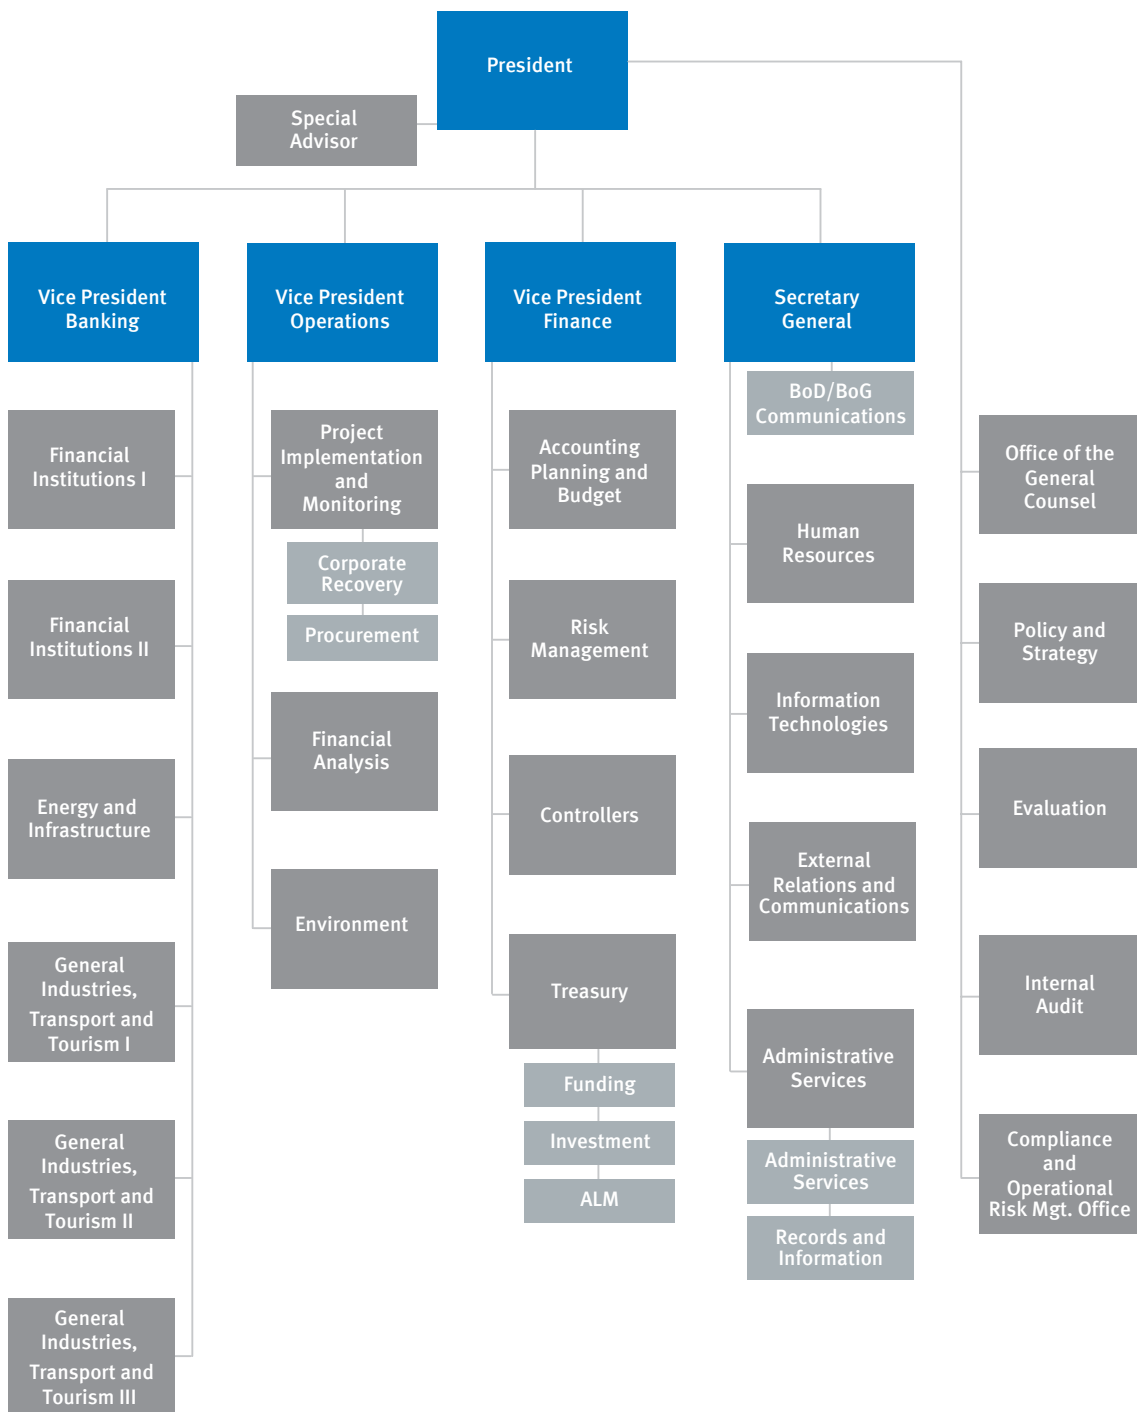 President
Special
Advisor
Vice President
Banking
Vice President
Operations
Vice President
Finance
Secretary
General
Financial
Institutions I
Financial
Institutions II
Energy and
Infrastructure
General
Industries,
Transport and
Tourism I
General
Industries,
Transport and
Tourism II
General
Industries,
Transport and
Tourism III
Project
Implementation
and
Monitoring
Corporate
Recovery
Procurement
Financial
Analysis
Environment
Accounting
Planning and
Budget
Risk
Management
Controllers
Treasury
Funding
Investment
ALM
BoD/BoG
Communications
Human
Resources
Information
Technologies
External
Relations and
Communications
Administrative
Services
Administrative
Services
Records and
Information
Office of the
General
Counsel
Policy and
Strategy
Evaluation
Internal
Audit
Compliance
and
Operational
Risk Mgt. Office